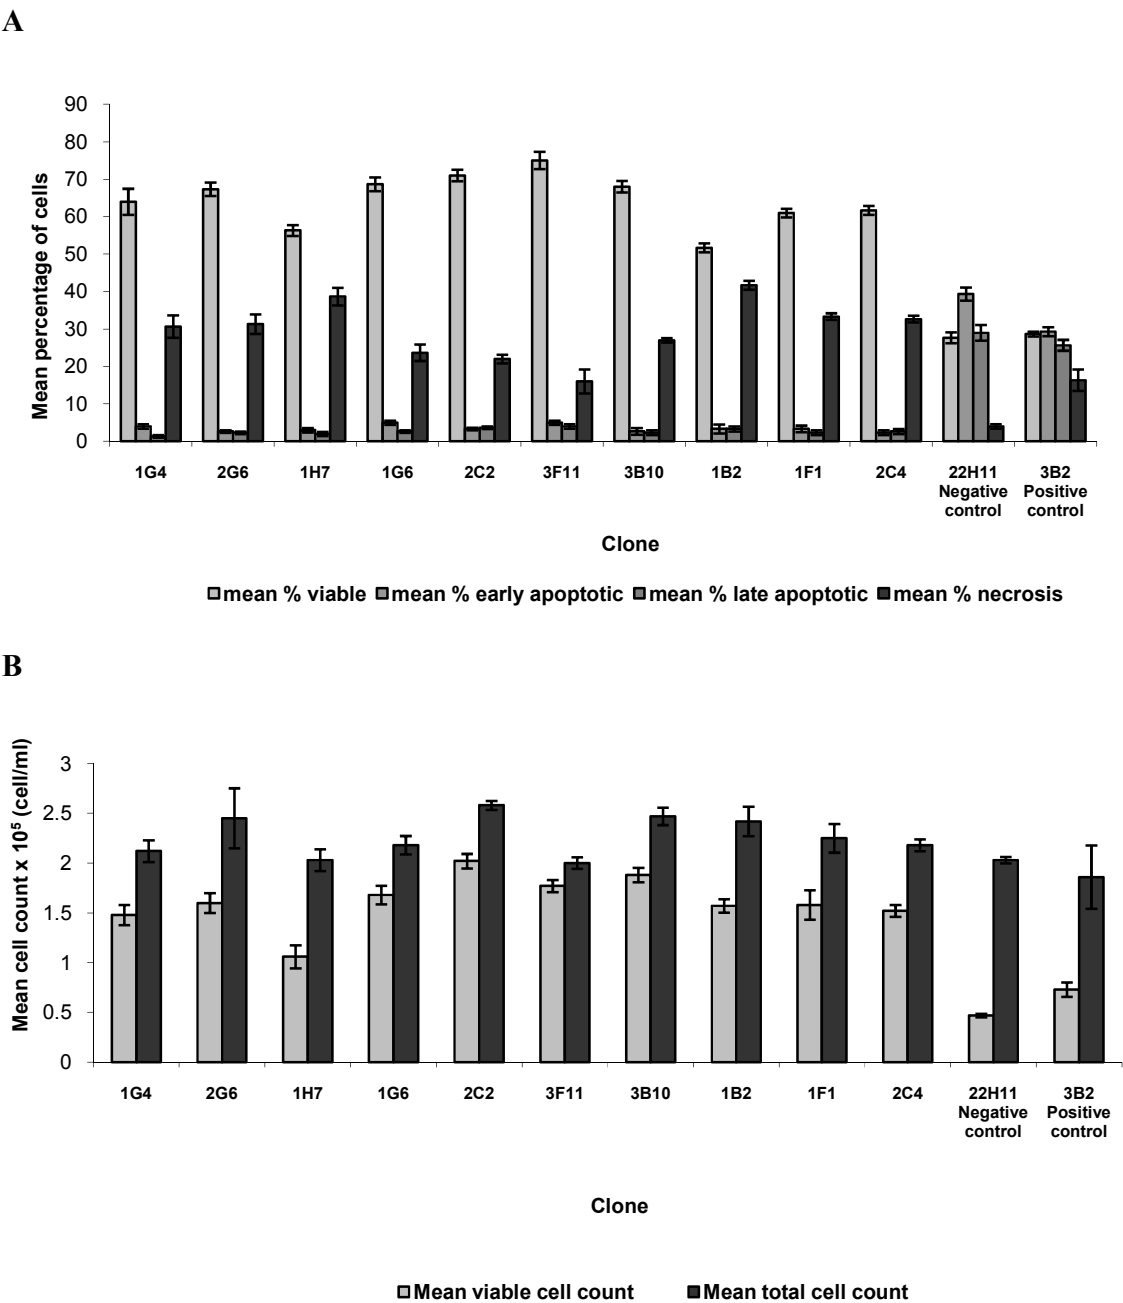 A
Mean percentage of cells
90
80
70
60
50
40
30
20
10
0
1G4 2G6 1H7 1G6 2C2 3F11 3B10 1B2 1F1 2C4 22H11 3B2
Negative Positive
control control
Clone
mean % viable mean % early apoptotic mean % late apoptotic mean % necrosis
B
Mean cell count x 10⁵ (cell/ml)
3
2.5
2
1.5
1
0.5
0
1G4 2G6 1H7 1G6 2C2 3F11 3B10 1B2 1F1 2C4 22H11 3B2
Negative Positive
control control
Clone
Mean viable cell count Mean total cell count